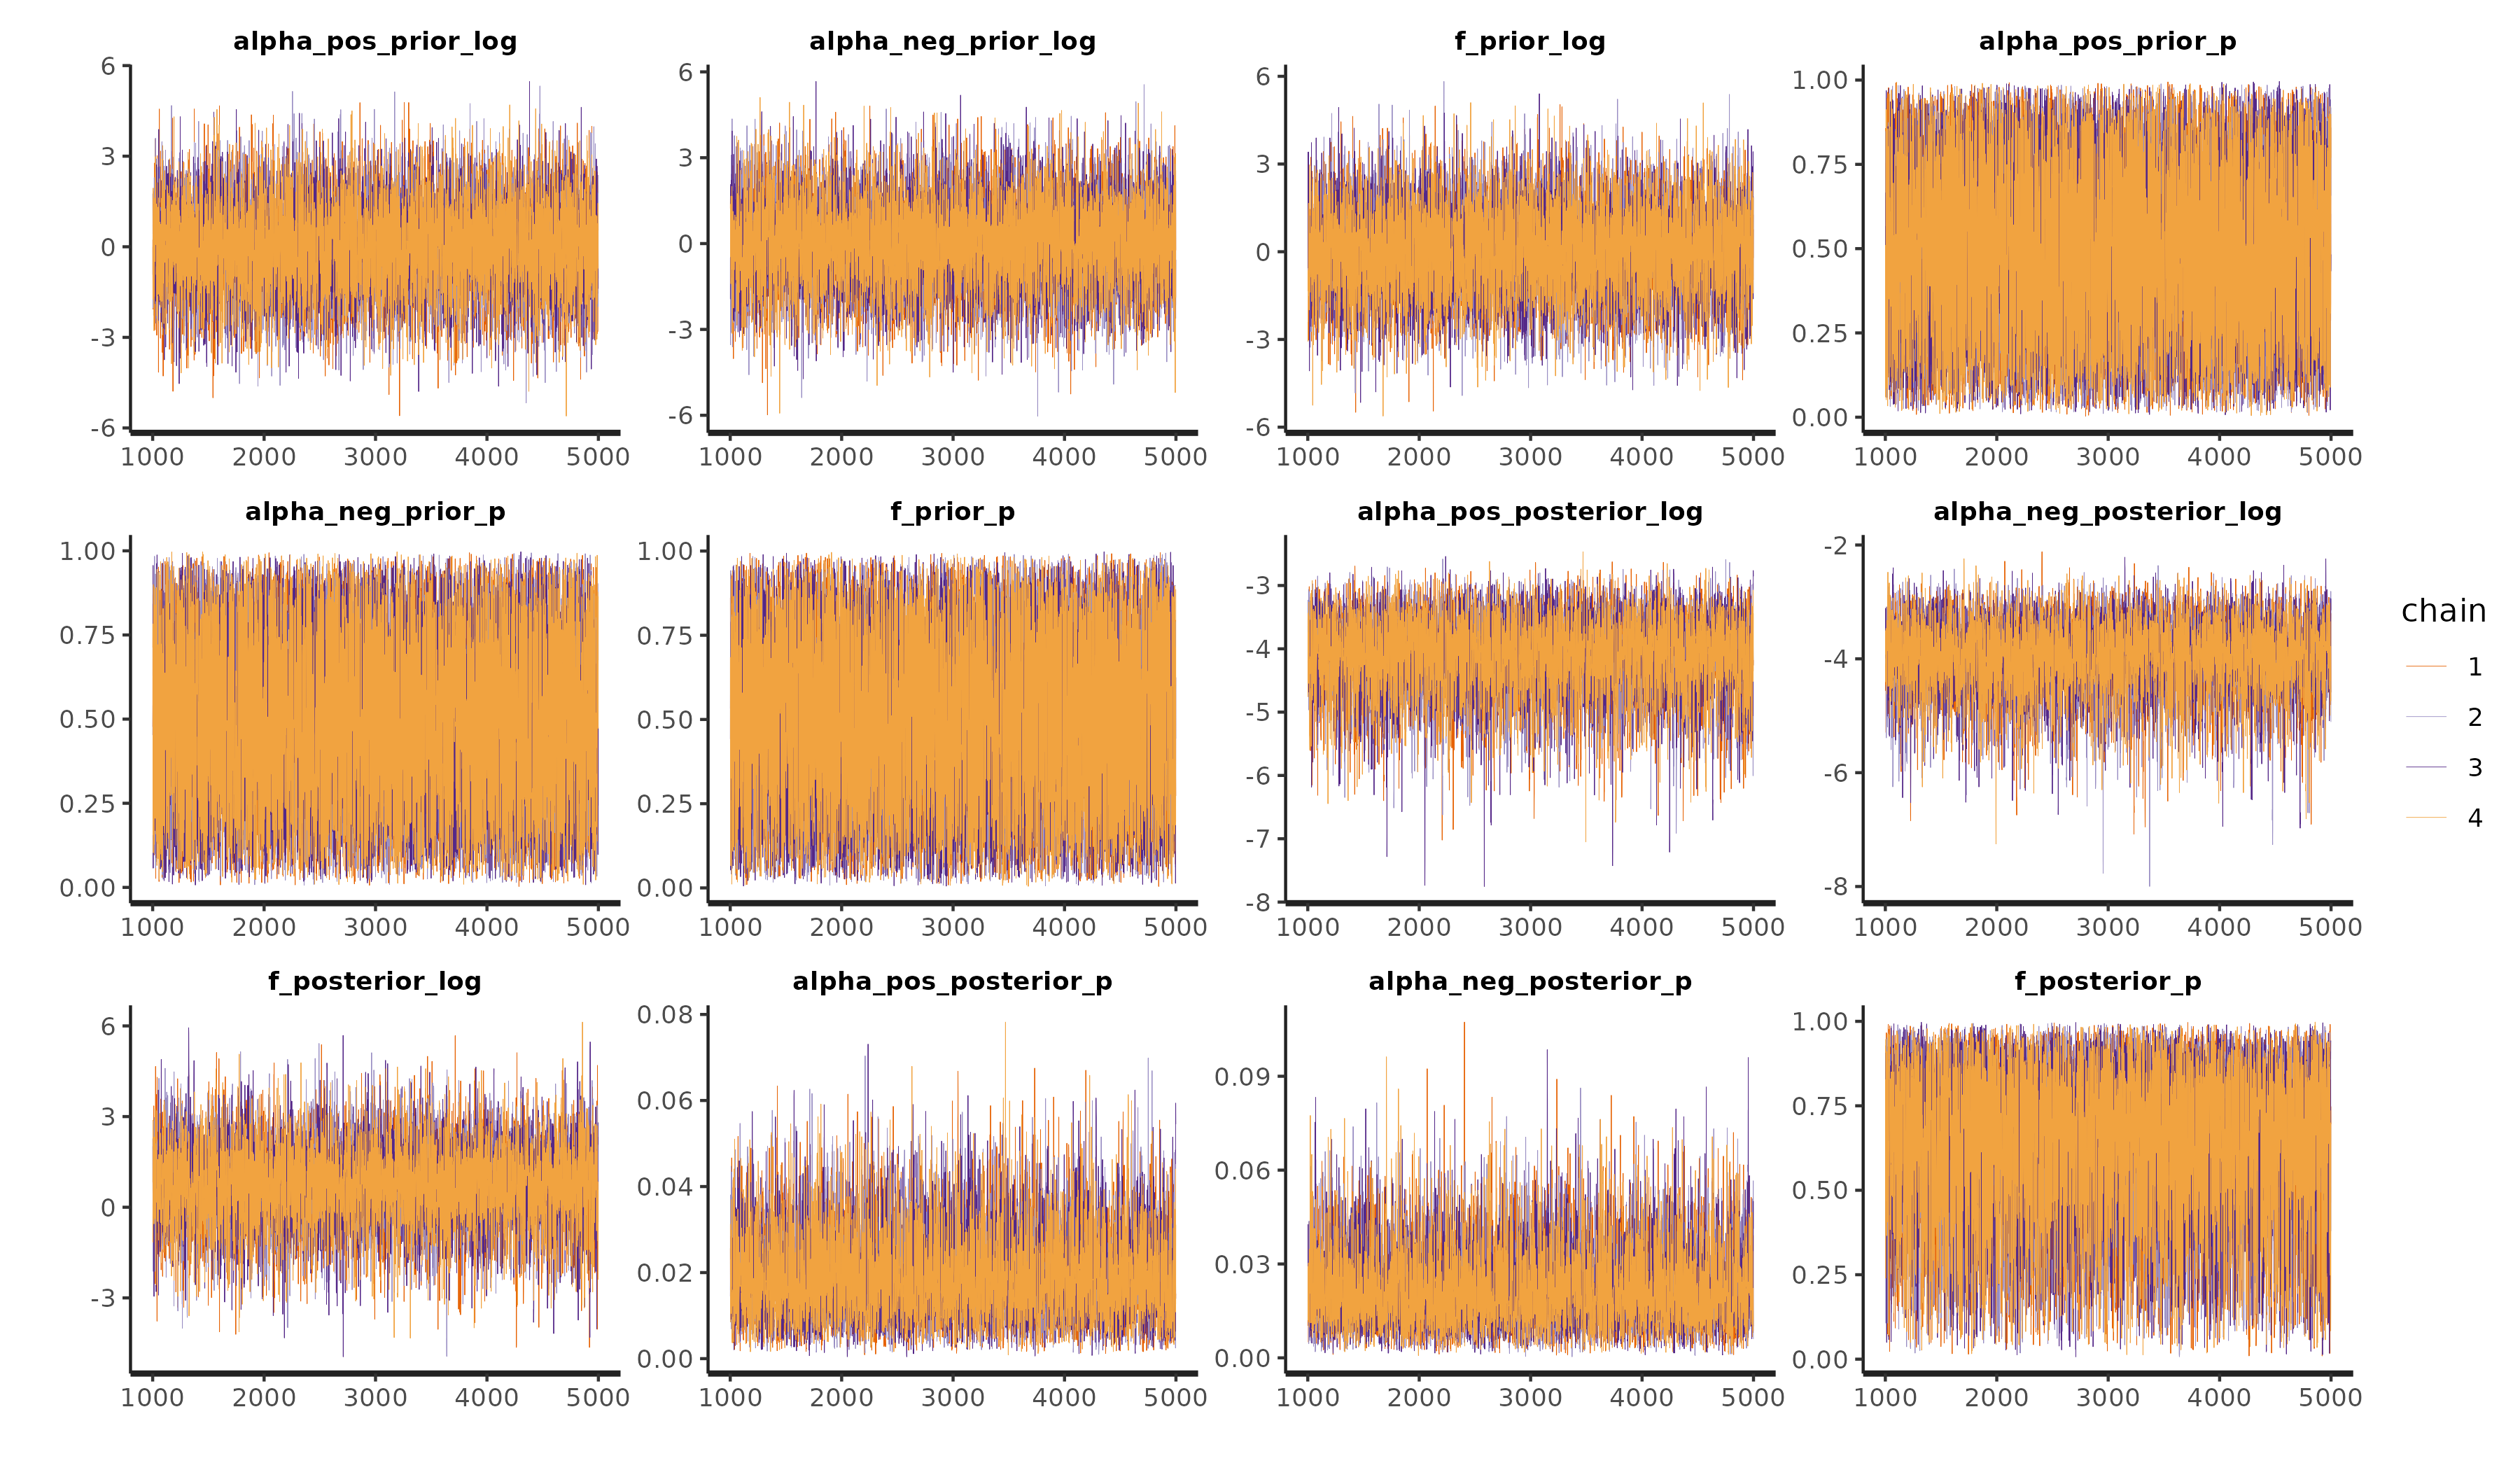 alpha_pos_prior_log alpha_neg_prior_log f_prior_log alpha_pos_prior_p
6 6 6 1.00
3 3 3 0.75
0 0 0 0.50
-3 -3 -3 0.25
-6 -6 -6 0.00
1000 2000 3000 4000 5000 1000 2000 3000 4000 5000 1000 2000 3000 4000 5000 1000 2000 3000 4000 5000
alpha_neg_prior_p f_prior_p alpha_pos_posterior_log alpha_neg_posterior_log
1.00 1.00 -3 -2
0.75 0.75 -4 -4
0.50 0.50 -5 -6
0.25 0.25 -6 -8
0.00 0.00 -7
-8
1000 2000 3000 4000 5000 1000 2000 3000 4000 5000 1000 2000 3000 4000 5000 1000 2000 3000 4000 5000
chain
1
2
3
4
f_posterior_log alpha_pos_posterior_p alpha_neg_posterior_p f_posterior_p
6 0.08 0.09 1.00
3 0.06 0.06 0.75
0 0.04 0.03 0.50
-3 0.02 0.00 0.25
0.00 0.00
1000 2000 3000 4000 5000 1000 2000 3000 4000 5000 1000 2000 3000 4000 5000 1000 2000 3000 4000 5000